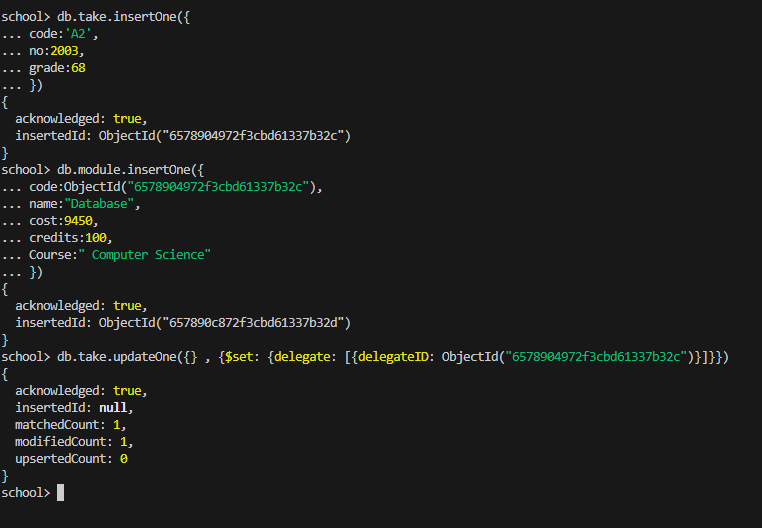 school> db.take.insertOne({
... code:'A2',
... no:2003,
... grade:68
... })
{
  acknowledged: true,
  insertedId: ObjectId("6578904972f3cbd61337b32c")
}
school> db.module.insertOne({
... code:ObjectId("6578904972f3cbd61337b32c"),
... name:"Database",
... cost:9450,
... credits:100,
... Course:" Computer Science"
... })
{
  acknowledged: true,
  insertedId: ObjectId("657890c872f3cbd61337b32d")
}
school> db.take.updateOne({} , {$set: {delegate: [{delegateID: ObjectId("6578904972f3cbd61337b32c")}]}})
{
  acknowledged: true,
  insertedId: null,
  matchedCount: 1,
  modifiedCount: 1,
  upsertedCount: 0
}
school>